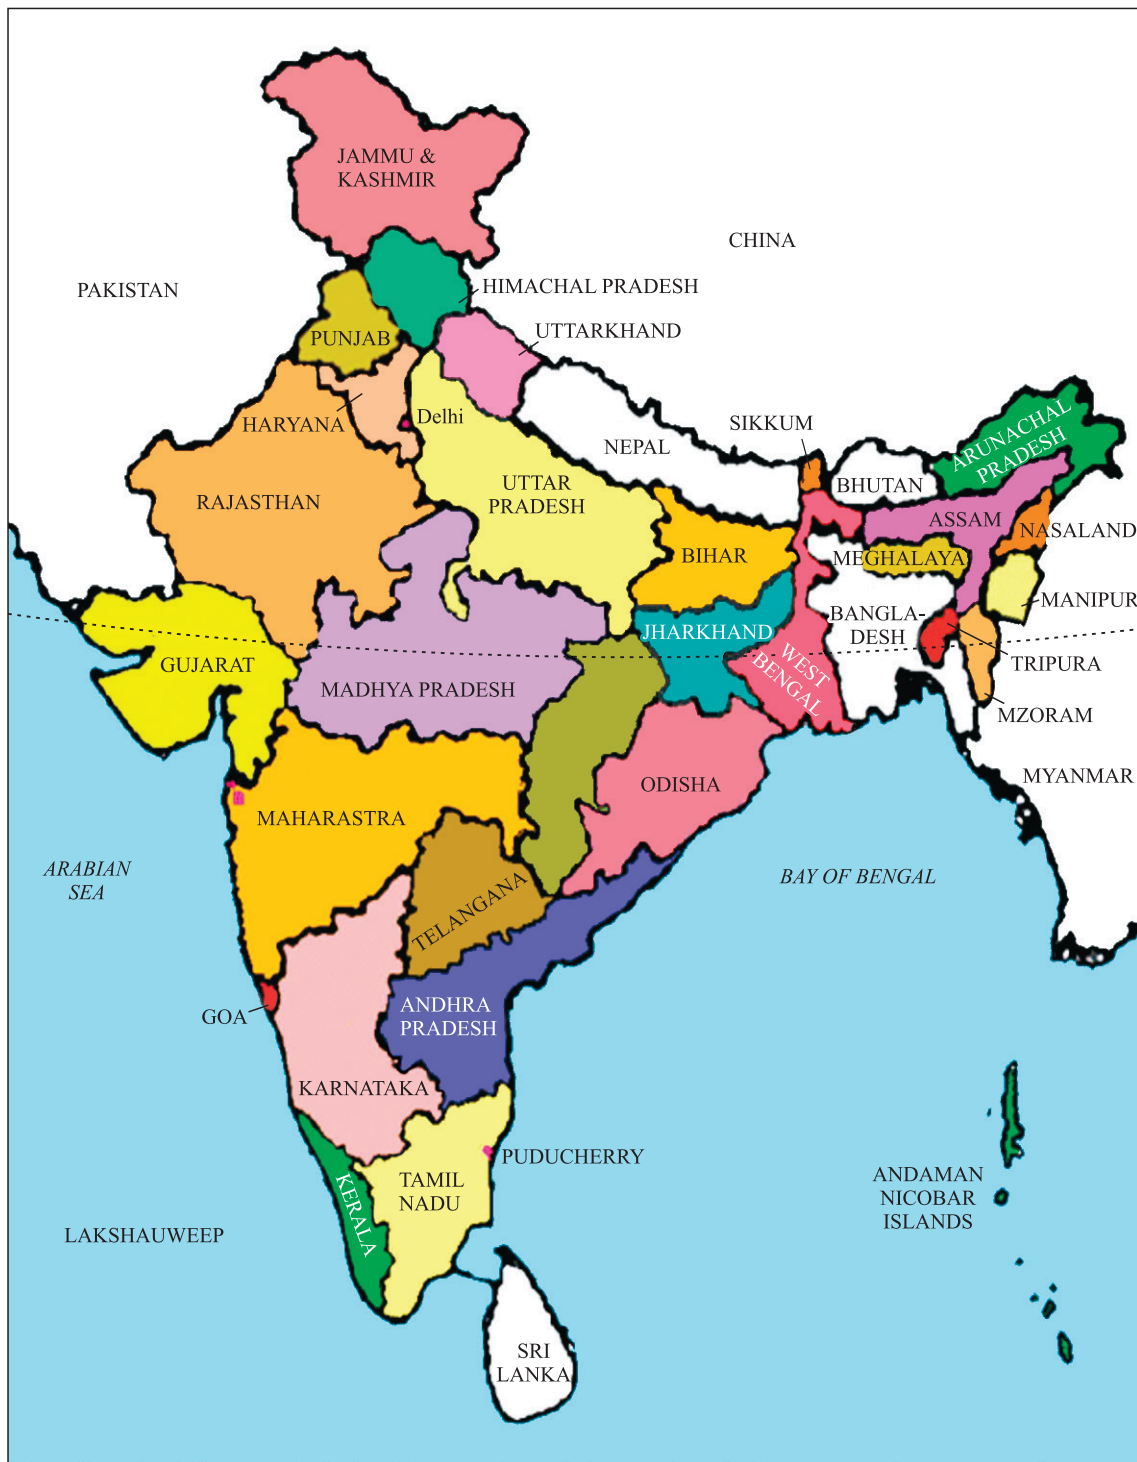 JAMMU &
KASHMIR
CHINA
PAKISTAN
HIMACHAL PRADESH
UTTARKHAND
PUNJAB
HARYANA
Delhi
SIKKUM
ARUNACHAL
PRADESH
NEPAL
BHUTAN
RAJASTHAN
UTTAR
PRADESH
ASSAM
NASALAND
BIHAR
MEGHALAYA
MANIPUR
BANGLA-
DESH
JHARKHAND
WEST
BENGAL
GUJARAT
TRIPURA
MADHYA PRADESH
MZORAM
MYANMAR
ODISHA
MAHARASTRA
ARABIAN
SEA
BAY OF BENGAL
TELANGANA
GOA
ANDHRA
PRADESH
KARNATAKA
PUDUCHERRY
KERALA
TAMIL
NADU
ANDAMAN
NICOBAR
ISLANDS
LAKSHAUWEEP
SRI
LANKA